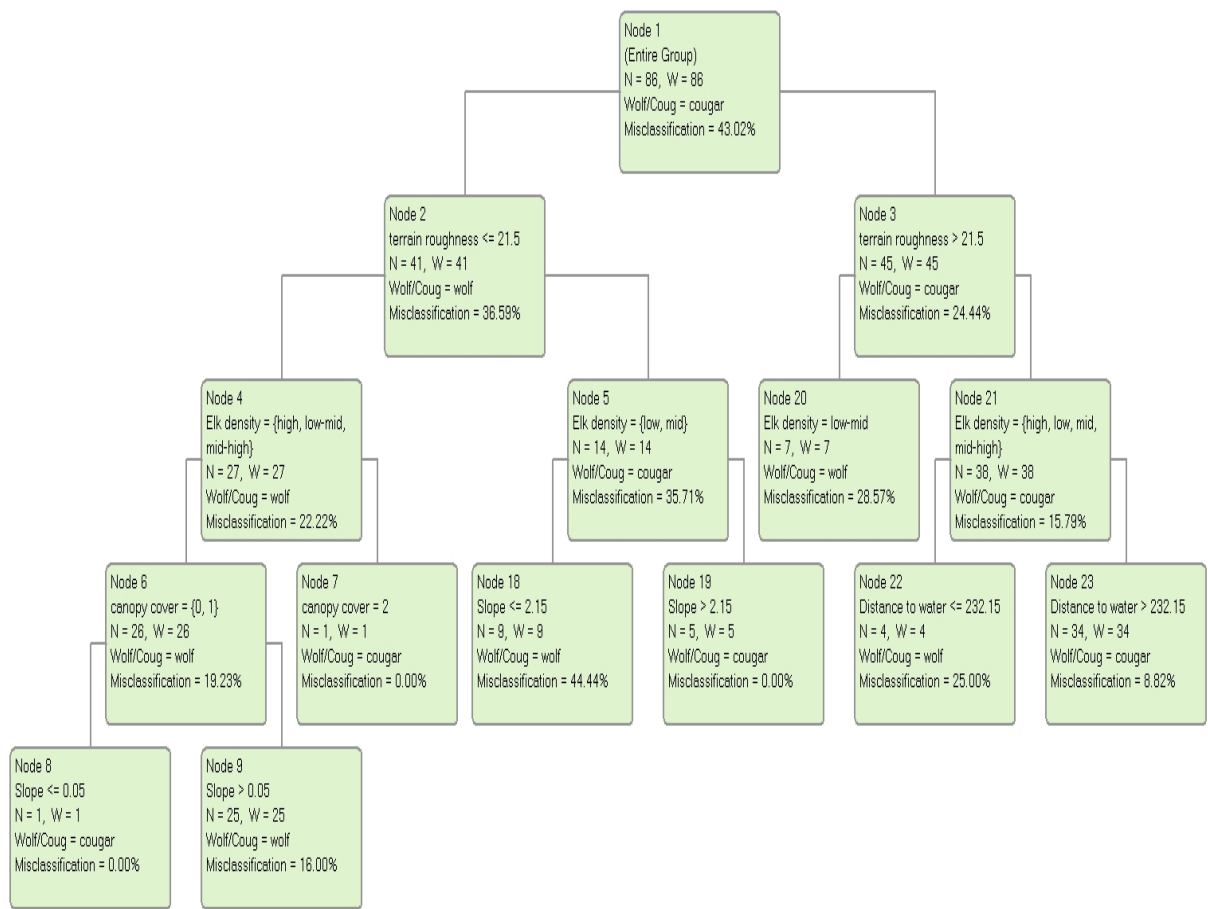 Node 1
(Entire Group)
N = 86, W = 86
Wolf/Coug = cougar
Misclassification = 43.02%
Node 2
terrain roughness <= 21.5
N = 41, W = 41
Wolf/Coug = wolf
Misclassification = 36.59%
Node 3
terrain roughness > 21.5
N = 45, W = 45
Wolf/Coug = cougar
Misclassification = 24.44%
Node 4
Elk density = {high, low-mid,
mid-high}
N = 27, W = 27
Wolf/Coug = wolf
Misclassification = 22.22%
Node 5
Elk density = {low, mid}
N = 14, W = 14
Wolf/Coug = cougar
Misclassification = 35.71%
Node 20
Elk density = low-mid
N = 7, W = 7
Wolf/Coug = wolf
Misclassification = 28.57%
Node 21
Elk density = {high, low, mid,
mid-high}
N = 38, W = 38
Wolf/Coug = cougar
Misclassification = 15.79%
Node 6
canopy cover = {0, 1}
N = 26, W = 26
Wolf/Coug = wolf
Misclassification = 19.23%
Node 7
canopy cover = 2
N = 1, W = 1
Wolf/Coug = cougar
Misclassification = 0.00%
Node 18
Slope <= 2.15
N = 9, W = 9
Wolf/Coug = wolf
Misclassification = 44.44%
Node 19
Slope > 2.15
N = 5, W = 5
Wolf/Coug = cougar
Misclassification = 0.00%
Node 22
Distance to water <= 232.15
N = 4, W = 4
Wolf/Coug = wolf
Misclassification = 25.00%
Node 23
Distance to water > 232.15
N = 34, W = 34
Wolf/Coug = cougar
Misclassification = 8.82%
Node 8
Slope <= 0.05
N = 1, W = 1
Wolf/Coug = cougar
Misclassification = 0.00%
Node 9
Slope > 0.05
N = 25, W = 25
Wolf/Coug = wolf
Misclassification = 16.00%